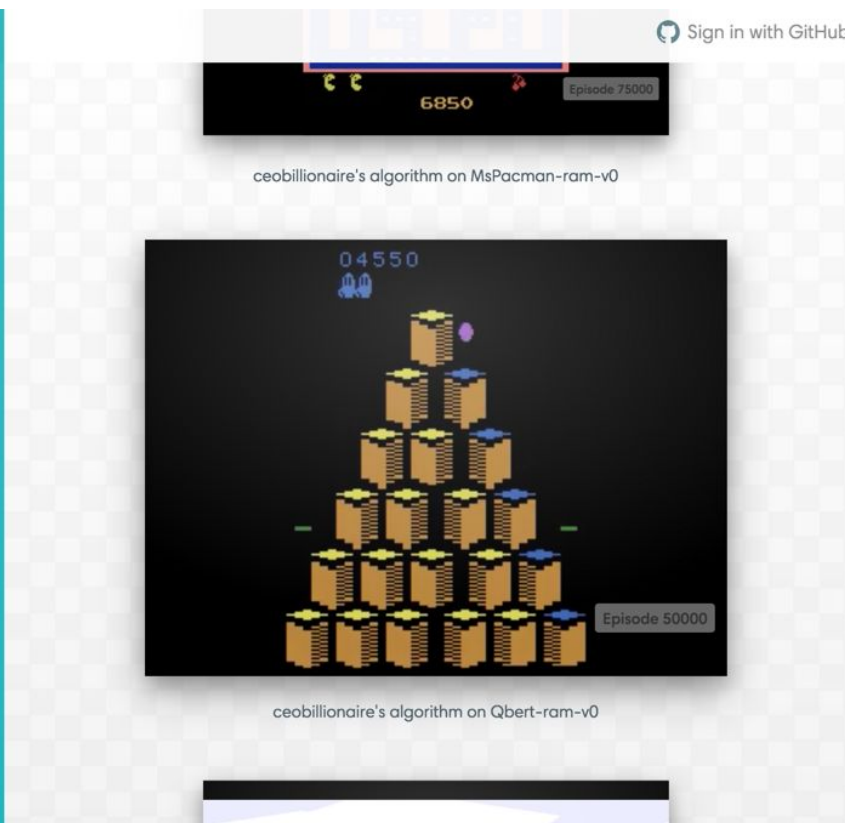 Sign in with GitHub
Episode 75000
6850
ceobillionaire's algorithm on MsPacman-ram-v0
04550
Episode 50000
ceobillionaire's algorithm on Qbert-ram-v0